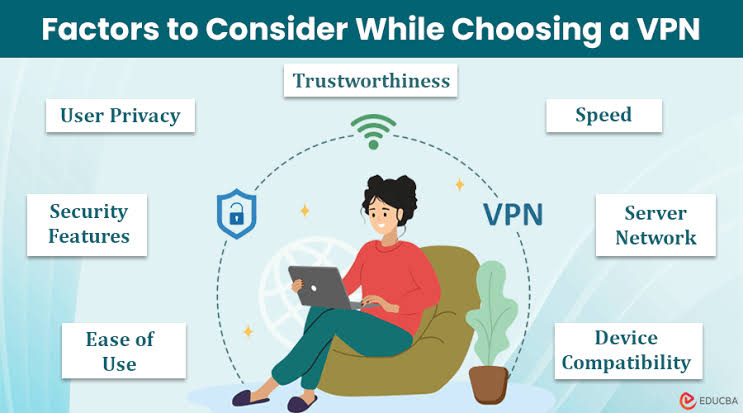 Factors to Consider While Choosing a VPN
Trustworthiness
User Privacy
Speed
Security
Features
VPN
Server
Network
Ease of
Use
Device
Compatibility
EDUCBA